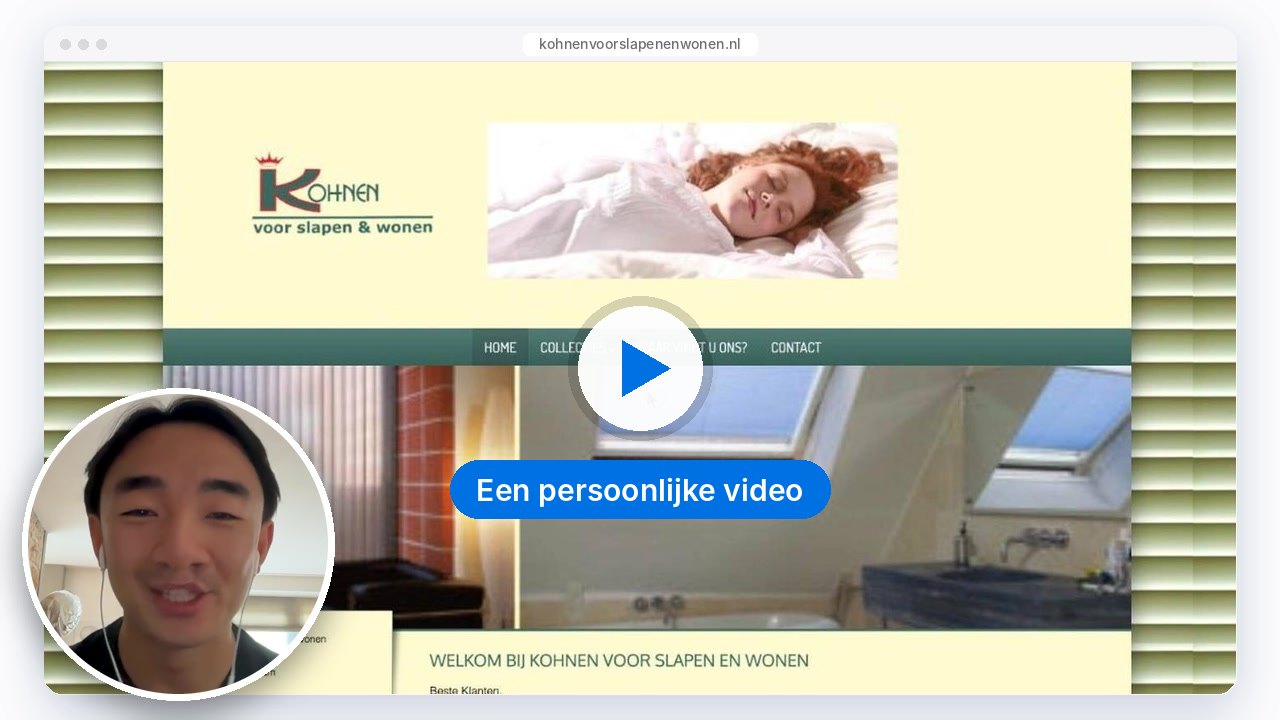 kohnenvoorslapenenwonen.nl
KOHNEN
voor slapen & wonen
HOME
CONTACT
U ONS?
Een persoonlijke video
WELKOM BIJ KOHNEN VOOR SLAPEN EN WONEN
Beste Klanten,